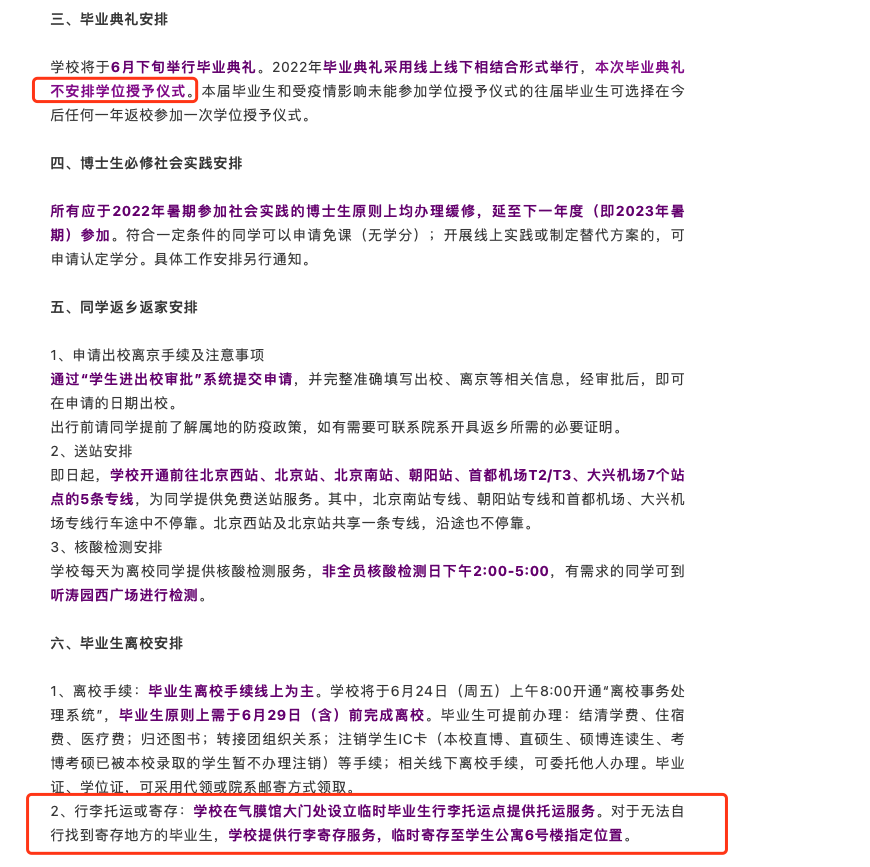 三、毕业典礼安排
学校将于6月下旬举行毕业典礼。2022年毕业典礼采用线上线下相结合形式举行，本次毕业典礼
不安排学位授予仪式。本届毕业生和受疫情影响未能参加学位授予仪式的往届毕业生可选择在今
后任何一年返校参加一次学位授予仪式。
四、博士生必修社会实践安排
所有应于2022年暑期参加社会实践的博士生原则上均办理缓修，延至下一年度（即2023年暑
期）参加。符合一定条件的同学可以申请免课（无学分）；开展线上实践或制定替代方案的，可
申请认定学分。具体工作安排另行通知。
五、同学返乡返家安排
1、申请出校离京手续及注意事项
通过“学生进出校审批”系统提交申请，并完整准确填写出校、离京等相关信息，经审批后，即可
在申请的日期出校。
出行前请同学提前了解属地的防疫政策，如有需要可联系院系开具返乡所需的必要证明。
2、送站安排
即日起，学校开通前往北京西站、北京站、北京南站、朝阳站、首都机场T2/T3、大兴机场7个站
点的5条专线，为同学提供免费送站服务。其中，北京南站专线、朝阳站专线和首都机场、大兴机
场专线行车途中不停靠。北京西站及北京站共享一条专线，沿途也不停靠。
3、核酸检测安排
学校每天为离校同学提供核酸检测服务，非全员核酸检测日下午2:00-5:00，有需求的同学可到
听涛园西广场进行检测。
六、毕业生离校安排
1、离校手续：毕业生离校手续线上为主。学校将于6月24日（周五）上午8:00开通“离校事务处
理系统”，毕业生原则上需于6月29日（含）前完成离校。毕业生可提前办理：结清学费、住宿
费、医疗费；归还图书；转接团组织关系；注销学生IC卡（本校直博、直硕生、硕博连读生、考
博考硕已被本校录取的学生暂不办理注销）等手续；相关线下离校手续，可委托他人办理。毕业
证、学位证，可采用代领或院系邮寄方式领取。
2、行李托运或寄存：学校在气膜馆大门处设立临时毕业生行李托运点提供托运服务。对于无法自
行找到寄存地方的毕业生，学校提供行李寄存服务，临时寄存至学生公寓6号楼指定位置。